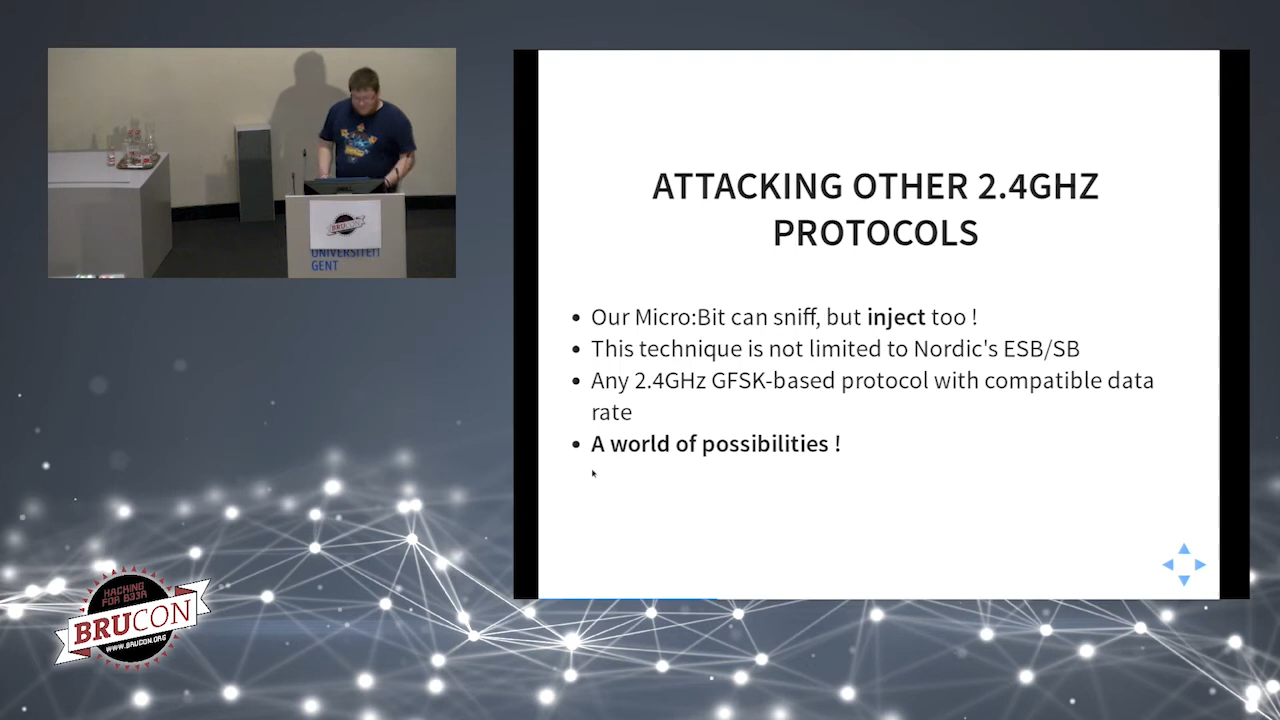 BRUCON
UNIVERSITEIT
GENT
ATTACKING OTHER 2.4GHZ
PROTOCOLS
Our Micro:Bit can sniff, but inject too !
This technique is not limited to Nordic's ESB/SB
Any 2.4GHz GFSK-based protocol with compatible data
rate
A world of possibilities !
HACKING
FOR B33R
BRUCON
WWW.BRUCON.ORG